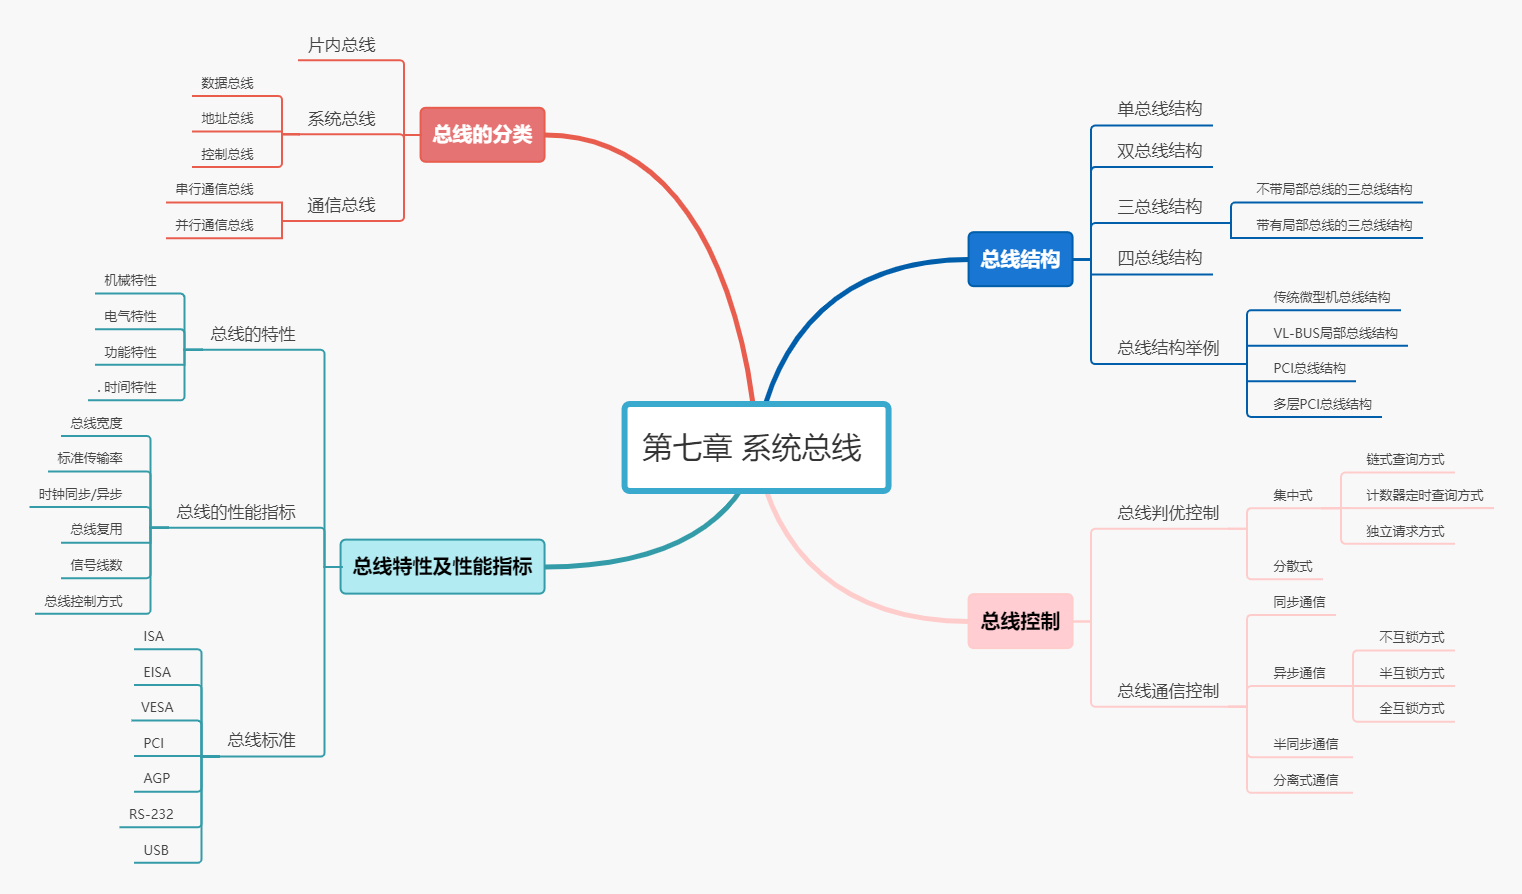 第七章 系统总线
总线的分类
片内总线
系统总线
数据总线
地址总线
控制总线
通信总线
串行通信总线
并行通信总线
总线特性及性能指标
总线的特性
机械特性
电气特性
功能特性
. 时间特性
总线的性能指标
总线宽度
标准传输率
时钟同步/异步
总线复用
信号线数
总线控制方式
总线标准
ISA
EISA
VESA
PCI
AGP
RS-232
USB
总线结构
单总线结构
双总线结构
三总线结构
不带局部总线的三总线结构
带有局部总线的三总线结构
四总线结构
总线结构举例
传统微型机总线结构
VL-BUS局部总线结构
PCI总线结构
多层PCI总线结构
总线控制
总线判优控制
集中式
链式查询方式
计数器定时查询方式
独立请求方式
分散式
总线通信控制
同步通信
异步通信
不互锁方式
半互锁方式
全互锁方式
半同步通信
分离式通信